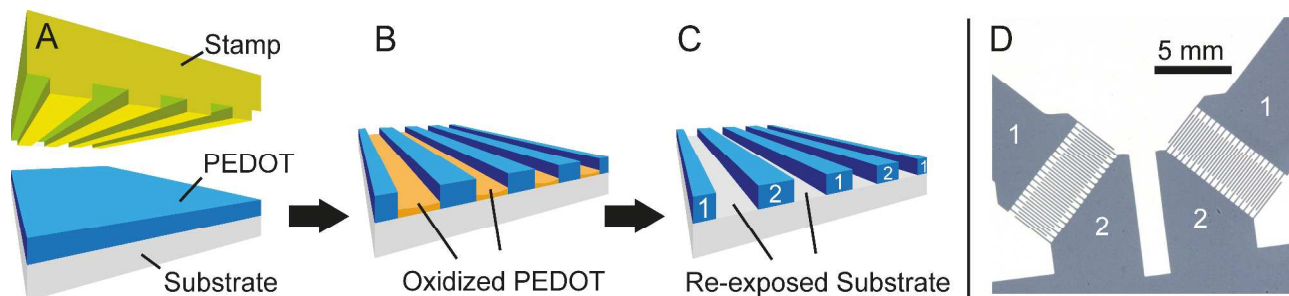 A
Stamp
PEDOT
Substrate
B
Oxidized PEDOT
C
1
2
1
2
1
Re-exposed Substrate
D
5 mm
1
1
2
2